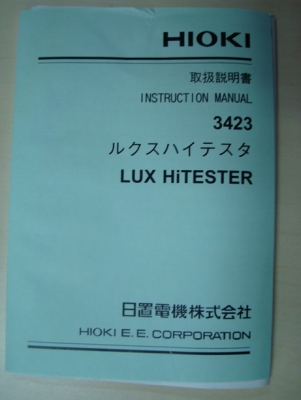 HIOKI
取扱説明書
INSTRUCTION MANUAL
3423
ルクスハイテスタ
LUX HiTESTER
日置電機株式会社
HIOKI E. E. CORPORATION